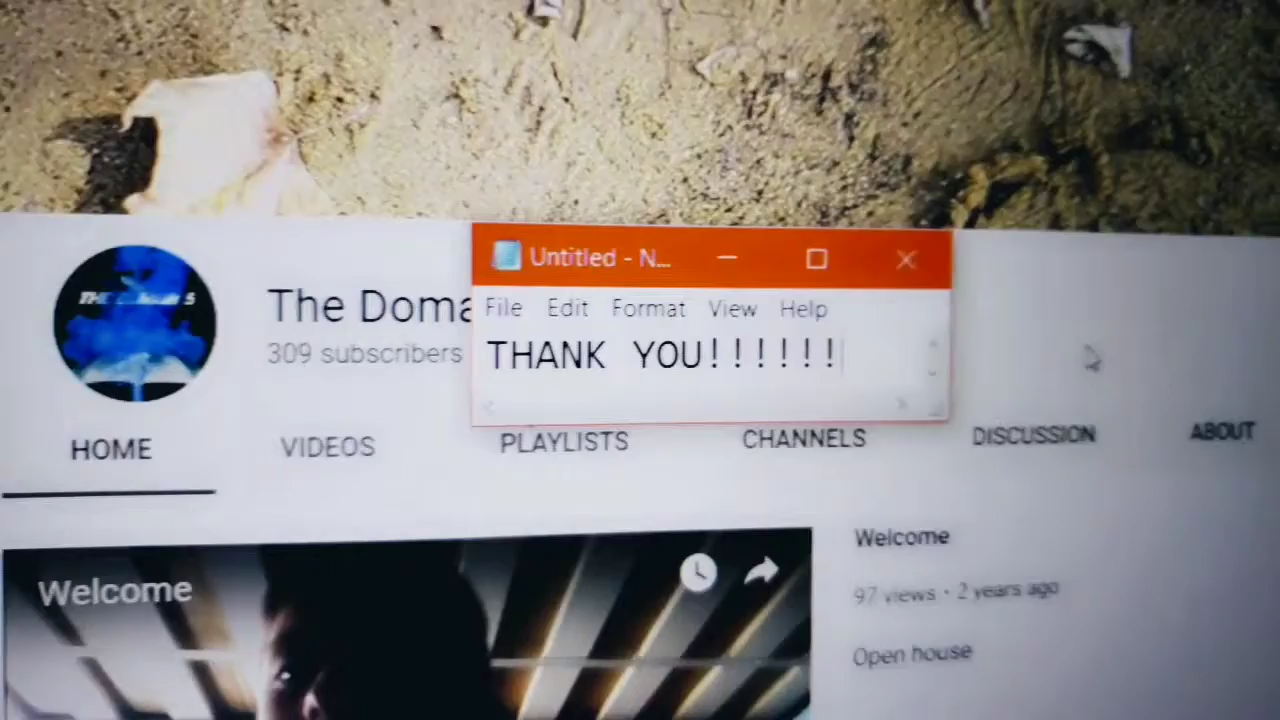 Untitled - N...
File Edit Format View Help
THANK YOU!!!!!!
The Doma
309 subscribers
HOME VIDEOS PLAYLISTS CHANNELS DISCUSSION ABOUT
Welcome
Welcome
97 views • 2 years ago
Open house